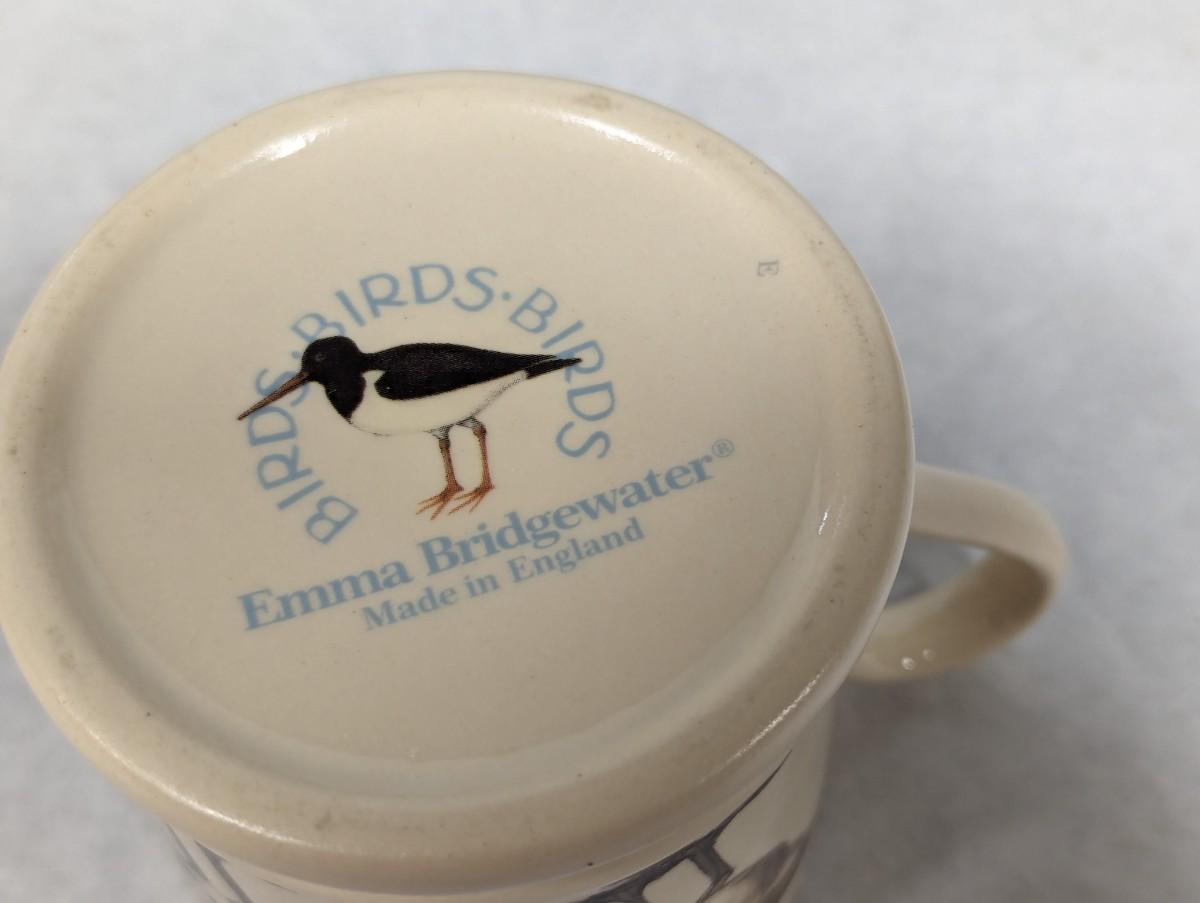 BIRDS·BIRDS·BIRDS
Emma Bridgewater®
Made in England
E